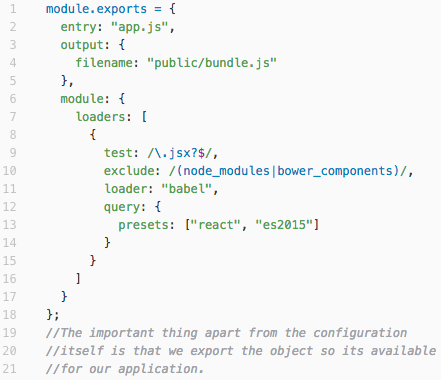 1 module.exports = {
2   entry: "app.js",
3   output: {
4     filename: "public/bundle.js"
5   },
6   module: {
7     loaders: [
8       {
9         test: /\.jsx?$/,
10         exclude: /(node_modules|bower_components)/,
11         loader: "babel",
12         query: {
13           presets: ["react", "es2015"]
14         }
15       }
16     ]
17   }
18 };
19 //The important thing apart from the configuration
20 //itself is that we export the object so its available
21 //for our application.